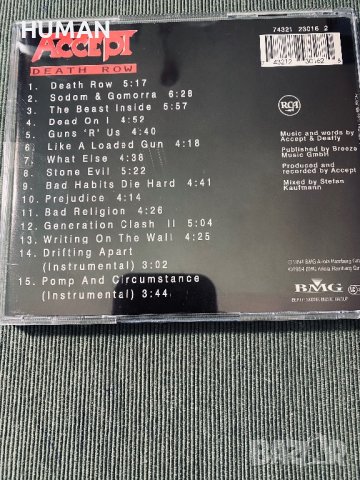 HUMAN
ACCEPT
DEATH ROW
74321 23016 2
1. Death Row 5:17
2. Sodom & Gomorra 6:28
3. The Beast Inside 5:57
4. Dead On I 4:52
5. Guns 'R' Us 4:40
6. Like A Loaded Gun 4:18
7. What Else 4:38
8. Stone Evil 5:22
9. Bad Habits Die Hard 4:41
10. Prejudice 4:14
11. Bad Religion 4:26
12. Generation Clash II 5:04
13. Writing On The Wall 4:25
14. Drifting Apart
(Instrumental) 3:02
15. Pomp And Circumstance
(Instrumental) 3:44
RCA
Music and words by
Accept & Deaffy
Published by Breeze
Music GmbH
Produced and
recorded by Accept
Mixed by Stefan
Kaufmann
BMG
BAZAR